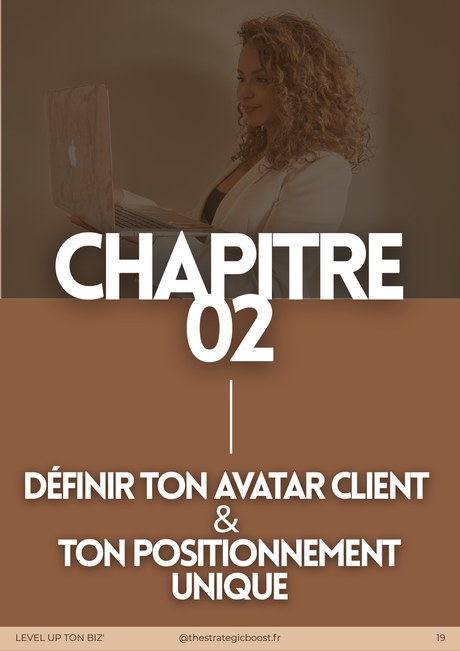 CHAPITRE
02
DÉFINIR TON AVATAR CLIENT
&
TON POSITIONNEMENT
UNIQUE
LEVEL UP TON BIZ' @thestrategicboost.fr 19